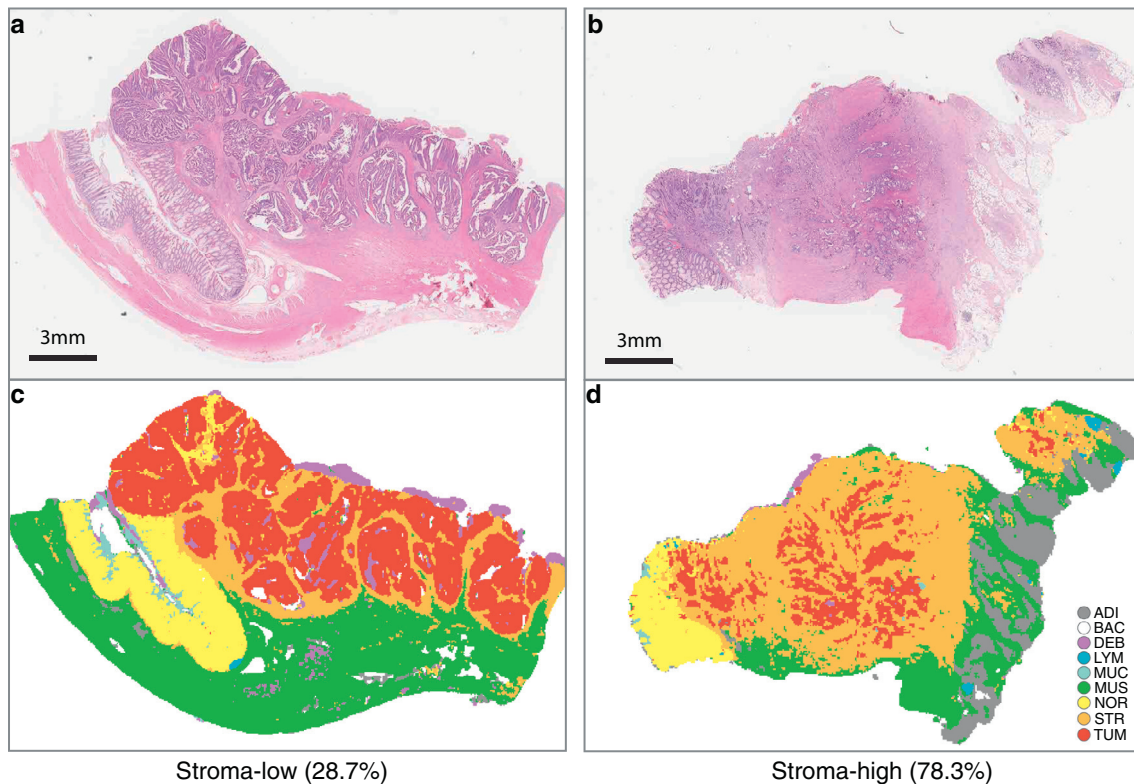 a
b
3mm
3mm
c
d
ADI
BAC
DEB
LYM
MUC
MUS
NOR
STR
TUM
Stroma-low (28.7%)
Stroma-high (78.3%)